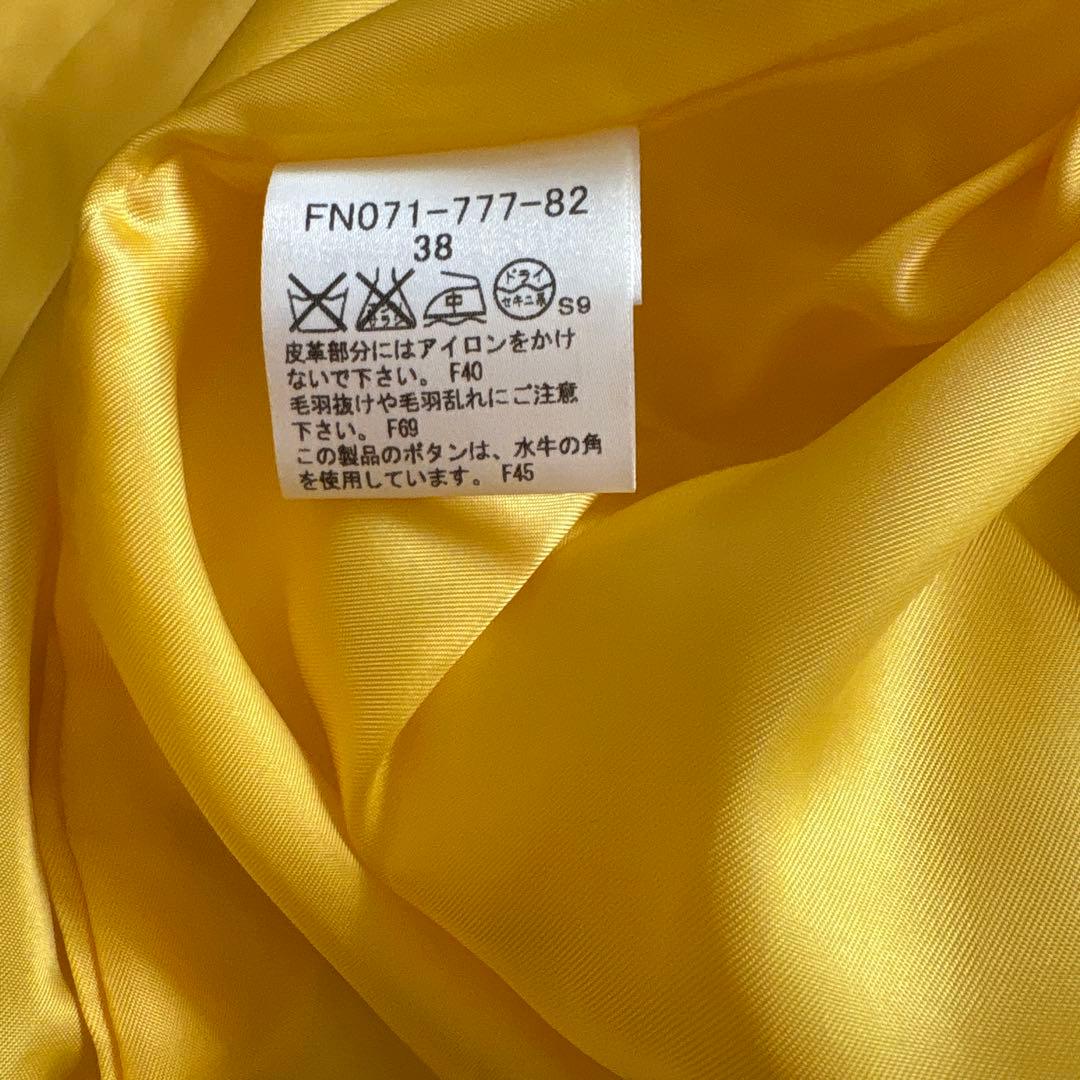 FN071-777-82
38
中
ドライ
セキユ系
S9
皮革部分にはアイロンをかけ
ないで下さい。 F40
毛羽抜けや毛羽乱れにご注意
下さい。 F69
この製品のボタンは、水牛の角
を使用しています。 F45